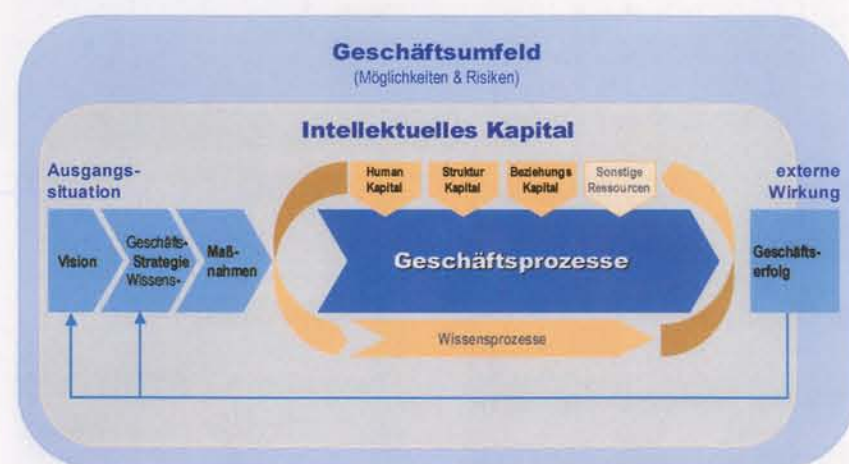 Geschäftsumfeld
(Möglichkeiten & Risiken)
Intellektuelles Kapital
Ausgangs-
situation
externe
Wirkung
Human
Kapital
Struktur
Kapital
Beziehungs
Kapital
Sonstige
Ressourcen
Vision
Geschäfts-
Strategie
Wissens-
Maß-
nahmen
Geschäftsprozesse
Geschäfts-
erfolg
Wissensprozesse